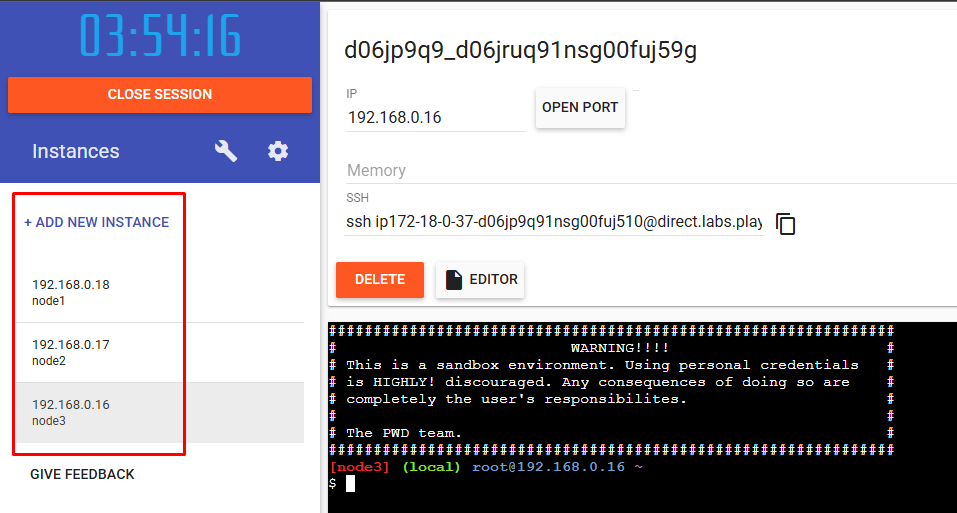 03:54:16
CLOSE SESSION
Instances
+ ADD NEW INSTANCE
192.168.0.18
node1
192.168.0.17
node2
192.168.0.16
node3
GIVE FEEDBACK
d06jp9q9_d06jruq91nsg00fuj59g
IP
192.168.0.16
OPEN PORT
Memory
SSH
ssh ip172-18-0-37-d06jp9q91nsg00fuj510@direct.labs.play
DELETE
EDITOR
###############################################################
#                          WARNING!!!!                        #
# This is a sandbox environment. Using personal credentials   #
# is HIGHLY! discouraged. Any consequences of doing so are    #
# completely the user's responsibilites.                      #
#                                                             #
# The PWD team.                                               #
###############################################################
[node3] (local) root@192.168.0.16 ~
$